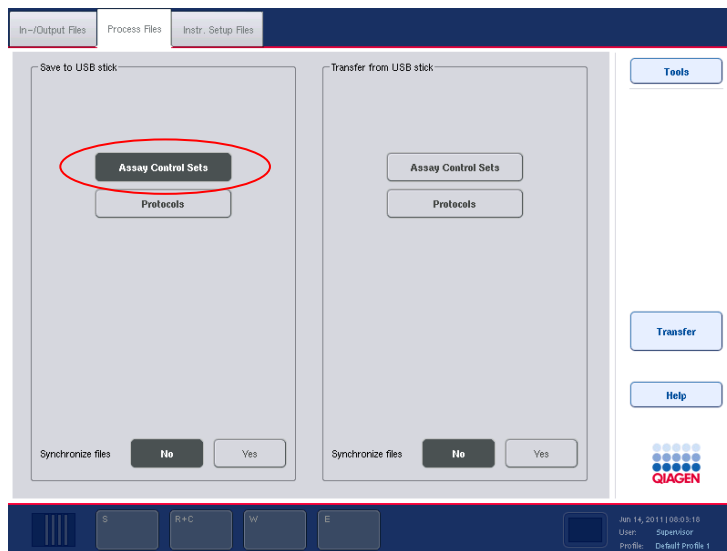 In-/Output Files
Process Files
Instr. Setup Files
Save to USB stick
Transfer from USB stick
Tools
Assay Control Sets
Assay Control Sets
Protocols
Protocols
Transfer
Help
Synchronize files
No
Yes
Synchronize files
No
Yes
QIAGEN
S
R+C
W
E
Jun 14, 2011 | 08:03:18
User: Supervisor
Profile: Default Profile 1